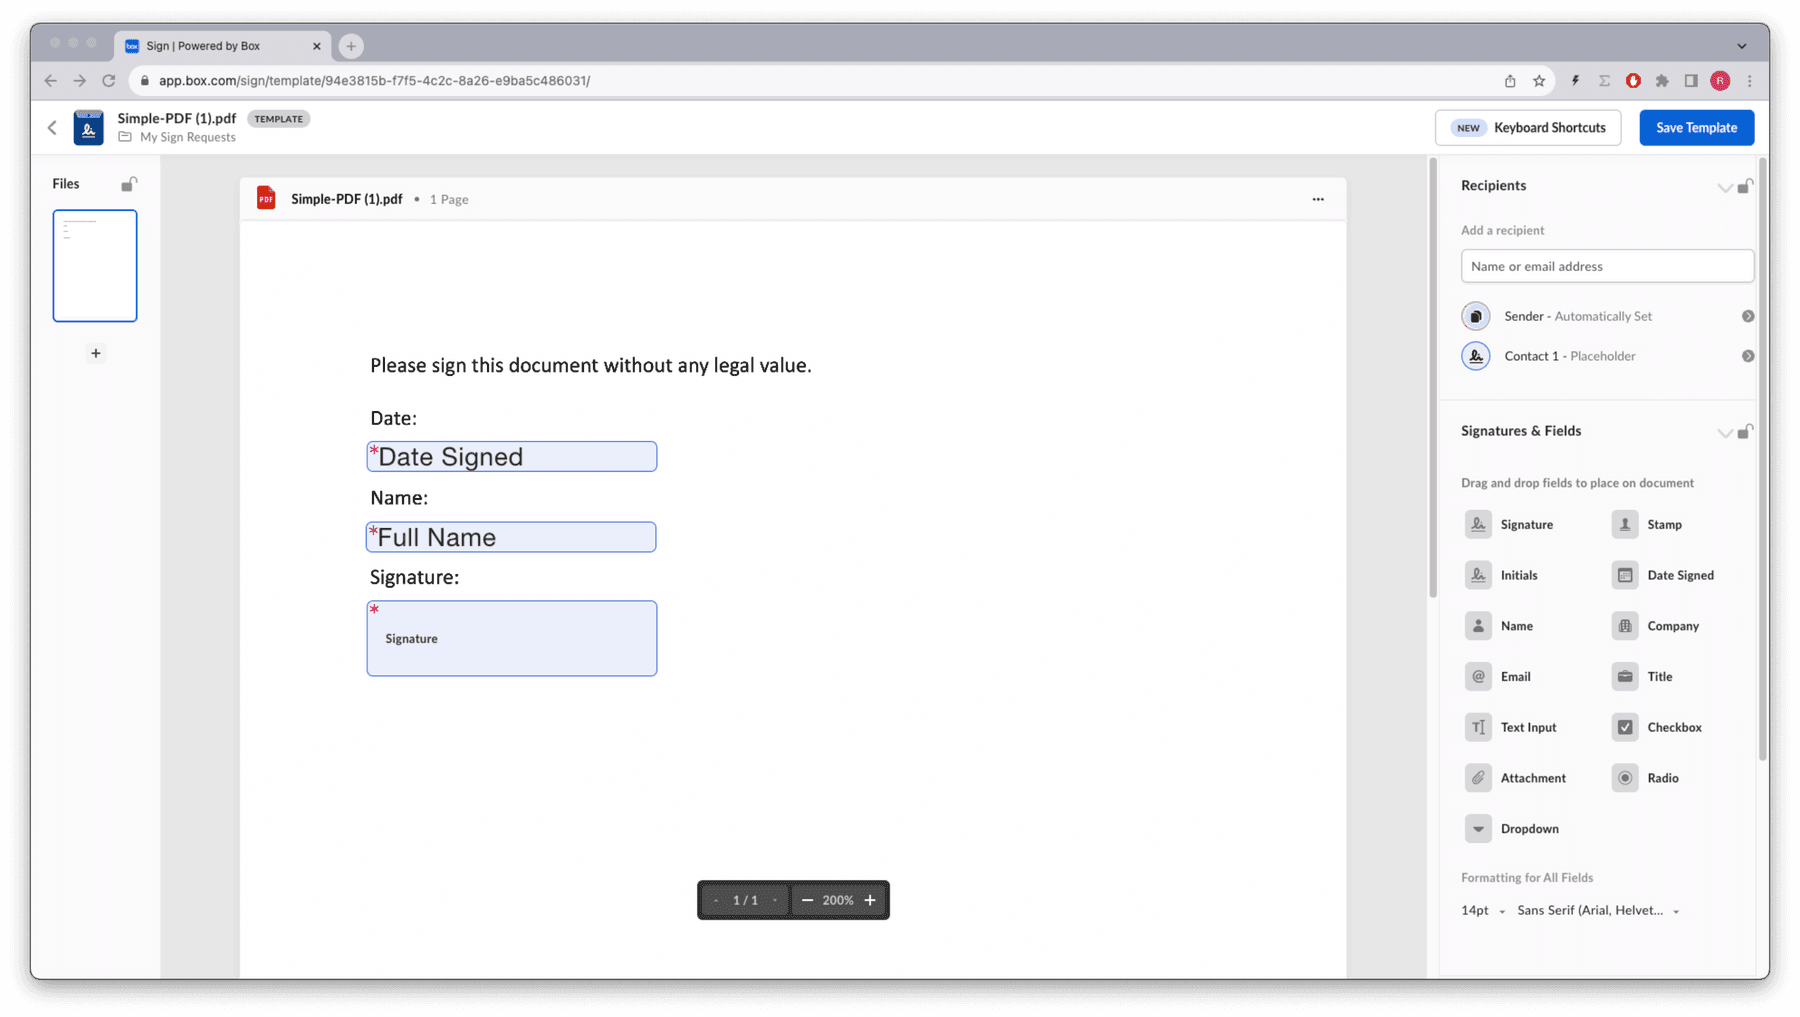 box
Sign | Powered by Box
app.box.com/sign/template/94e3815b-f7f5-4c2c-8a26-e9ba5c486031/
R
Simple-PDF (1).pdf TEMPLATE
My Sign Requests
NEW Keyboard Shortcuts
Save Template
Files
PDF Simple-PDF (1).pdf • 1 Page
Please sign this document without any legal value.
Date:
*Date Signed
Name:
*Full Name
Signature:
*
Signature
1 / 1
200%
Recipients
Add a recipient
Name or email address
Sender - Automatically Set
Contact 1 - Placeholder
Signatures & Fields
Drag and drop fields to place on document
Signature
Stamp
Initials
Date Signed
Name
Company
Email
Title
Text Input
Checkbox
Attachment
Radio
Dropdown
Formatting for All Fields
14pt
Sans Serif (Arial, Helvet...